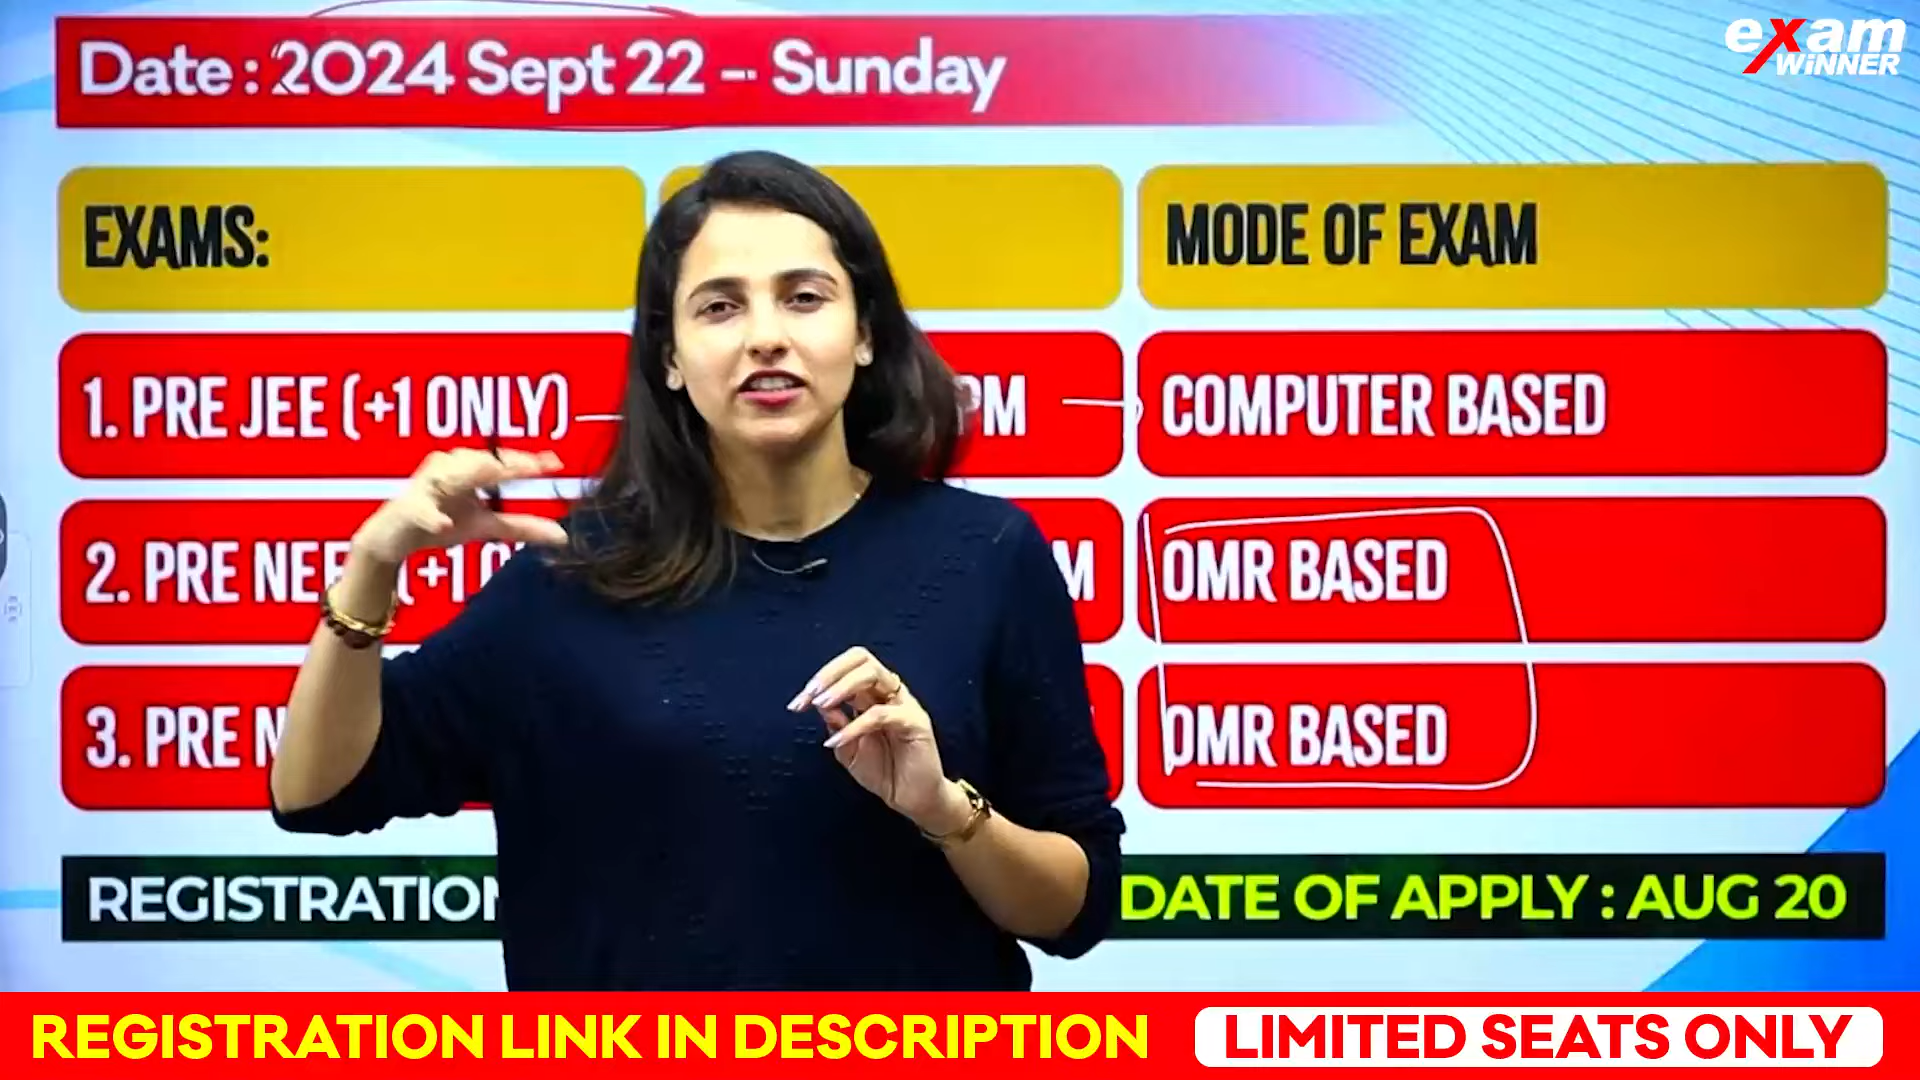 exam
WiNNER
Date : 2024 Sept 22 -- Sunday
EXAMS:
MODE OF EXAM
1. PRE JEE (+1 ONLY)
PM
COMPUTER BASED
2. PRE (+1
OMR BASED
3. PRE
OMR BASED
DATE OF APPLY : AUG 20
REGISTRATION LINK IN DESCRIPTION
LIMITED SEATS ONLY